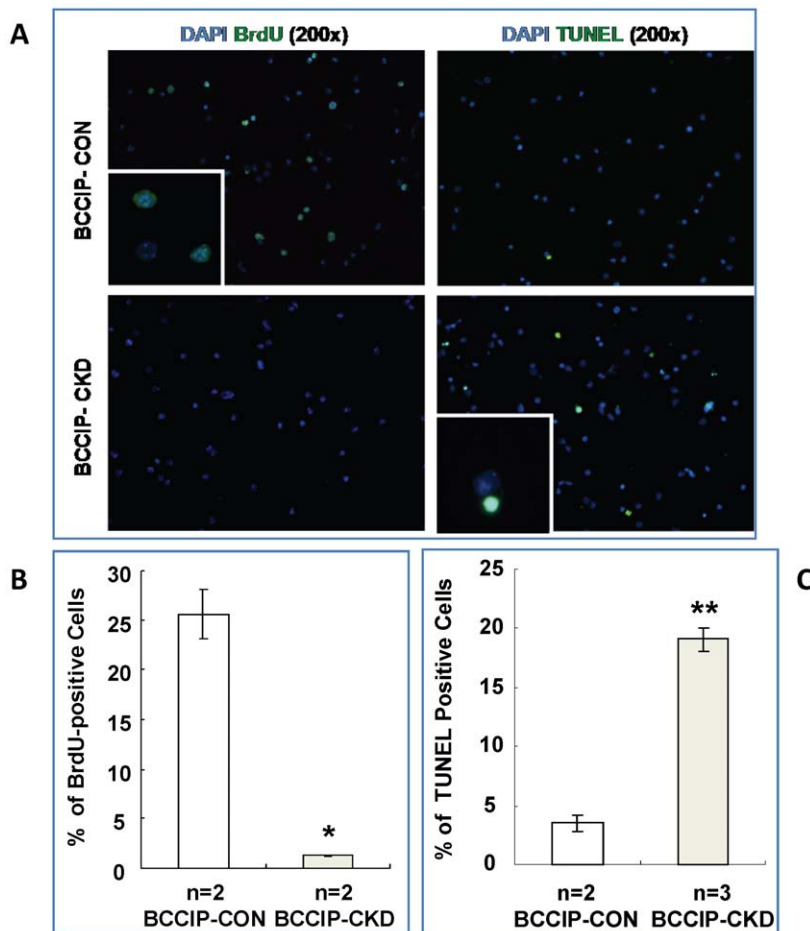 A
DAPI BrdU (200x)
DAPI TUNEL (200x)
BCCIP- CON
BCCIP- CKD
B
% of BrdU-positive Cells
30
25
20
15
10
5
0
*
n=2 n=2
BCCIP-CON BCCIP-CKD
C
% of TUNEL Positive Cells
25
20
15
10
5
0
**
n=2 n=3
BCCIP-CON BCCIP-CKD